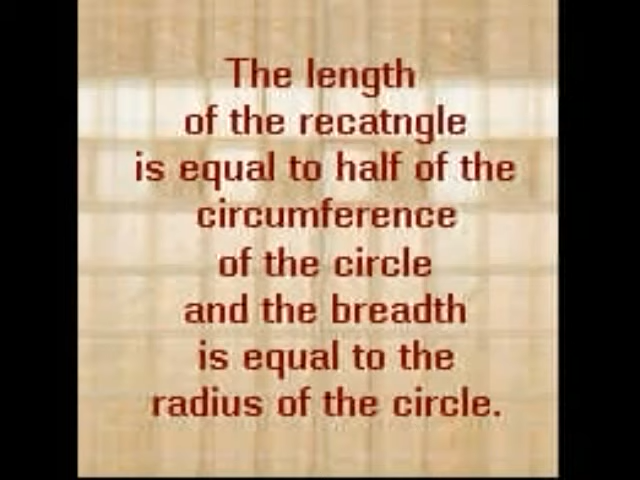 The length
of the recatngle
is equal to half of the
circumference
of the circle
and the breadth
is equal to the
radius of the circle.